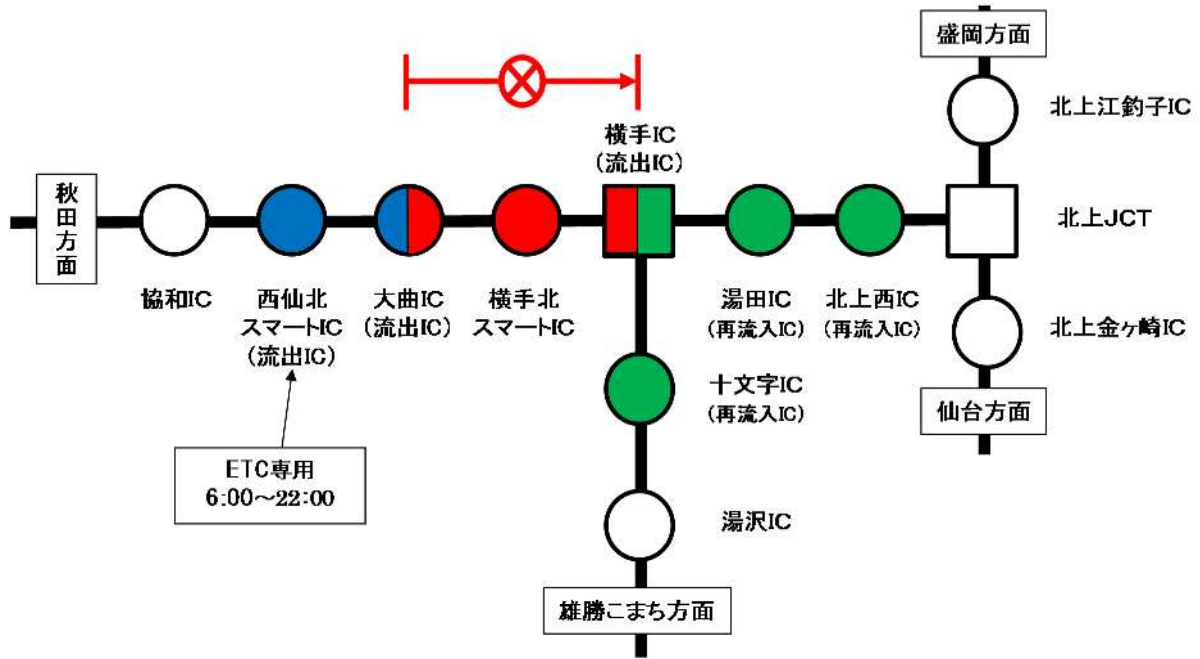 盛岡方面
北上江釣子IC
横手IC
(流出IC)
秋田方面
北上JCT
協和IC
西仙北
スマートIC
(流出IC)
大曲IC
(流出IC)
横手北
スマートIC
湯田IC
(再流入IC)
北上西IC
(再流入IC)
北上金ヶ崎IC
十文字IC
(再流入IC)
仙台方面
ETC専用
6:00～22:00
湯沢IC
雄勝こまち方面